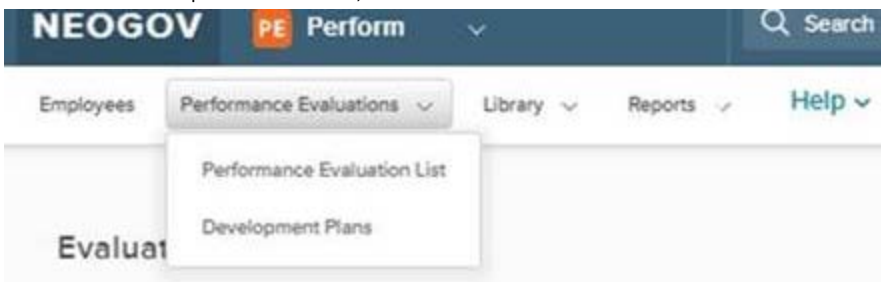 NEOGOV PE Perform Search
Employees Performance Evaluations Library Reports Help
Performance Evaluation List
Development Plans
Evaluat